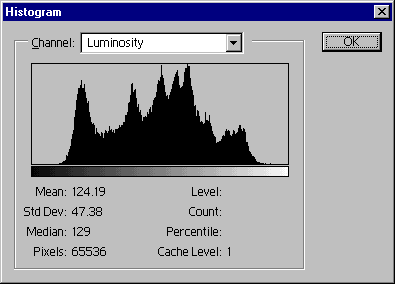 Histogram
Channel: Luminosity
OK
Mean: 124.19 Level:
Std Dev: 47.38 Count:
Median: 129 Percentile:
Pixels: 65536 Cache Level: 1